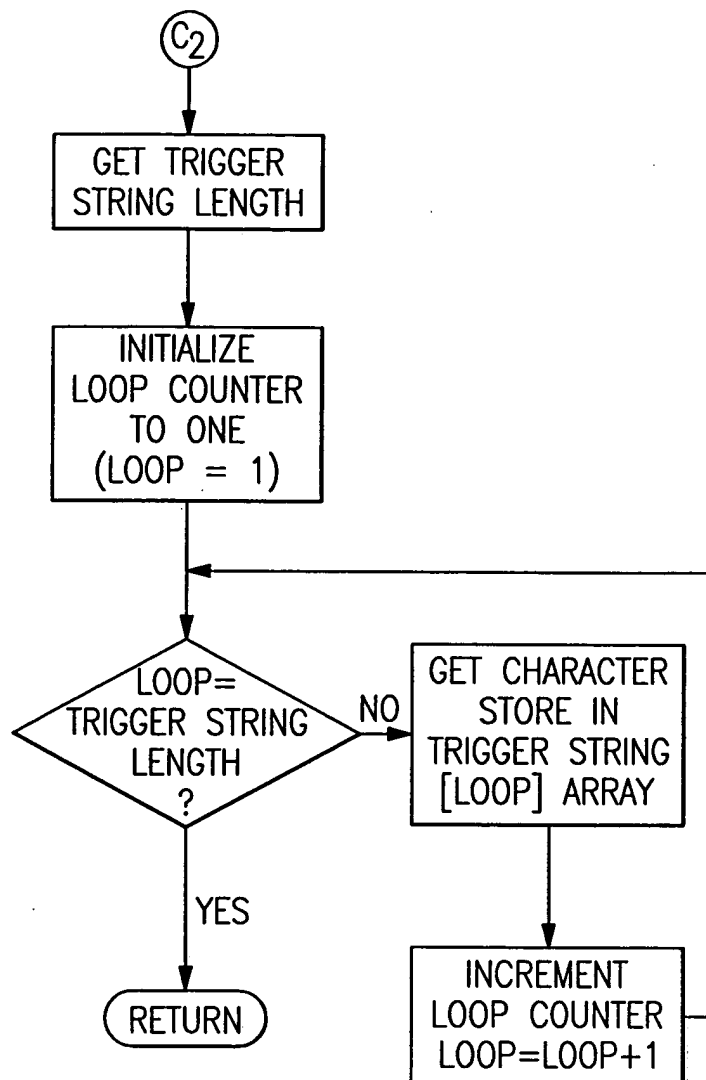 C2
GET TRIGGER
STRING LENGTH
INITIALIZE
LOOP COUNTER
TO ONE
(LOOP = 1)
LOOP=
TRIGGER STRING
LENGTH
?
NO
GET CHARACTER
STORE IN
TRIGGER STRING
[LOOP] ARRAY
YES
RETURN
INCREMENT
LOOP COUNTER
LOOP=LOOP+1